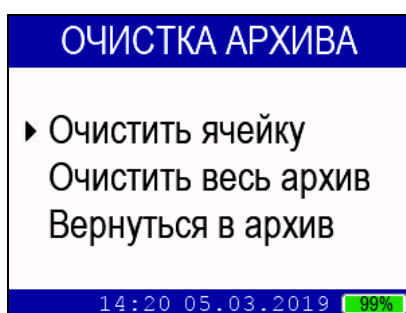 ОЧИСТКА АРХИВА
Очистить ячейку
Очистить весь архив
Вернуться в архив
14:20 05.03.2019 99%